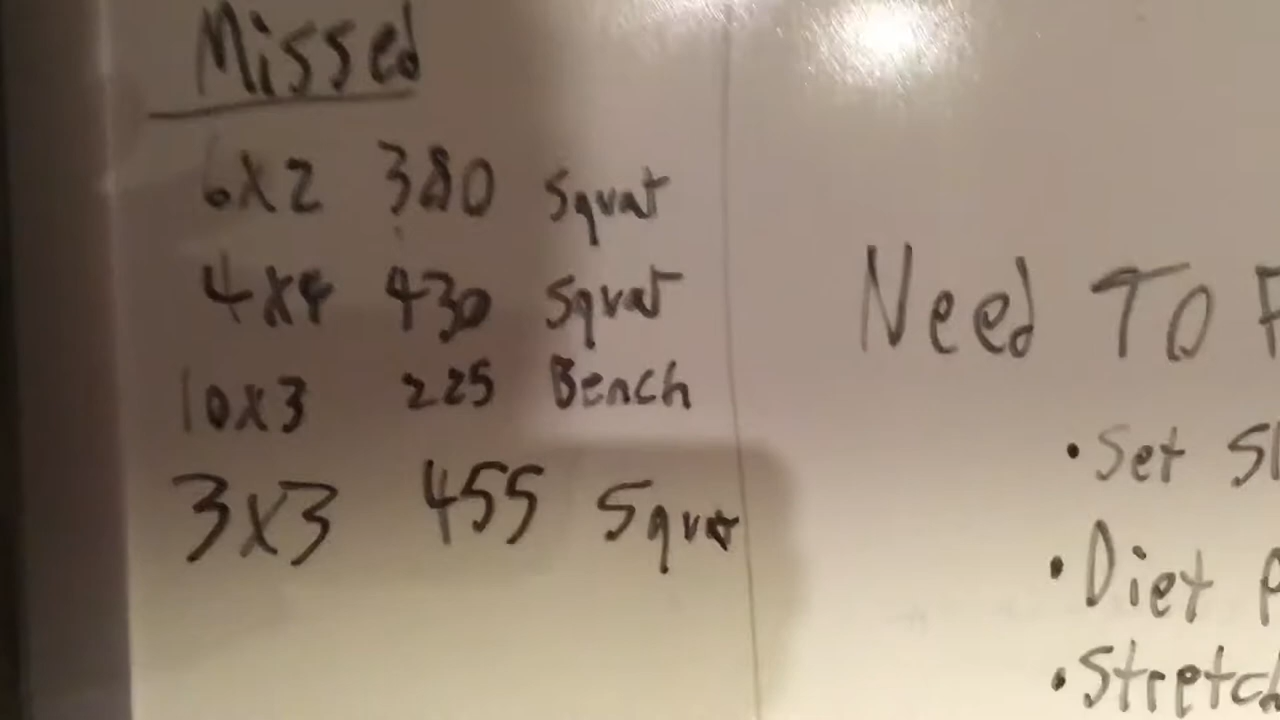 Missed
6x2 380 Squat
4x4 430 Squat
10x3 225 Bench
3x3 455 Squat
Need To
• Set
• Diet
• Stretch